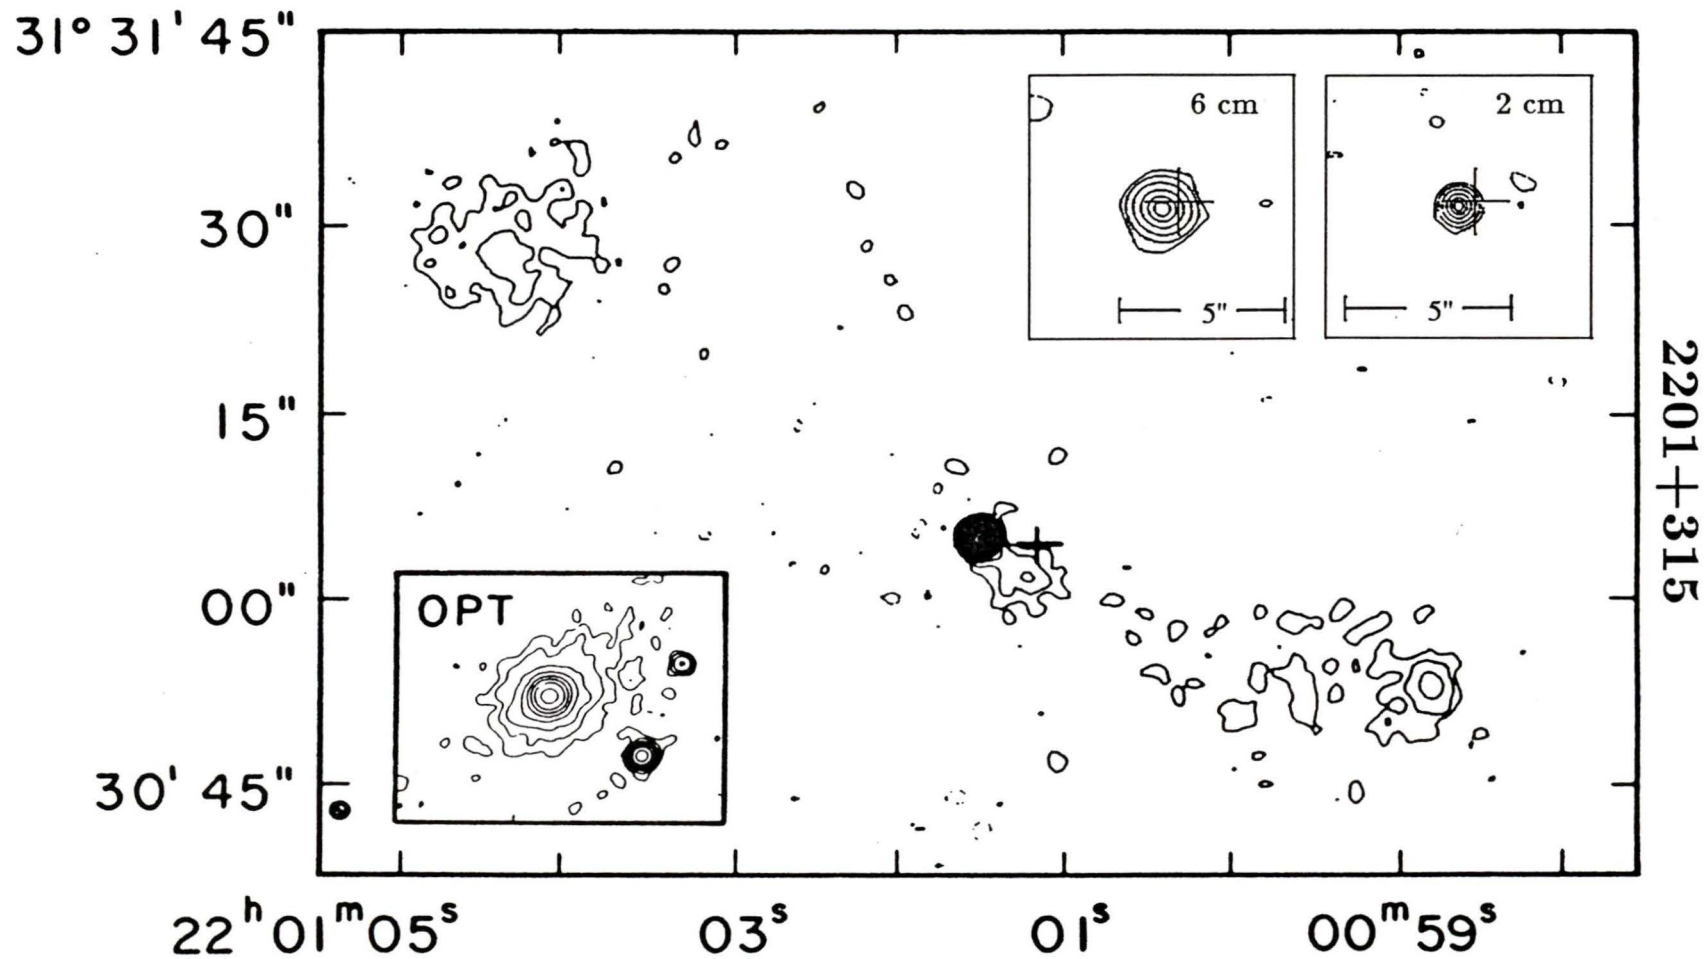 31° 31' 45"
6 cm
2 cm
30"
5"
5"
15"
2201+315
00"
OPT
30' 45"
22ʰ01ᵐ05ˢ
03ˢ
01ˢ
00ᵐ59ˢ